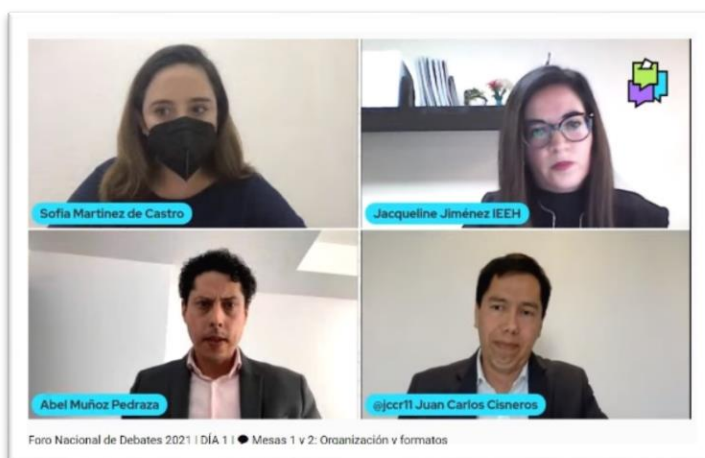 Sofia Martinez de Castro
Jacqueline Jiménez IEEH
Abel Muñoz Pedraza
@jccr11 Juan Carlos Cisneros
Foro Nacional de Debates 2021 | DÍA 1 | 💬 Mesas 1 y 2: Organización y formatos